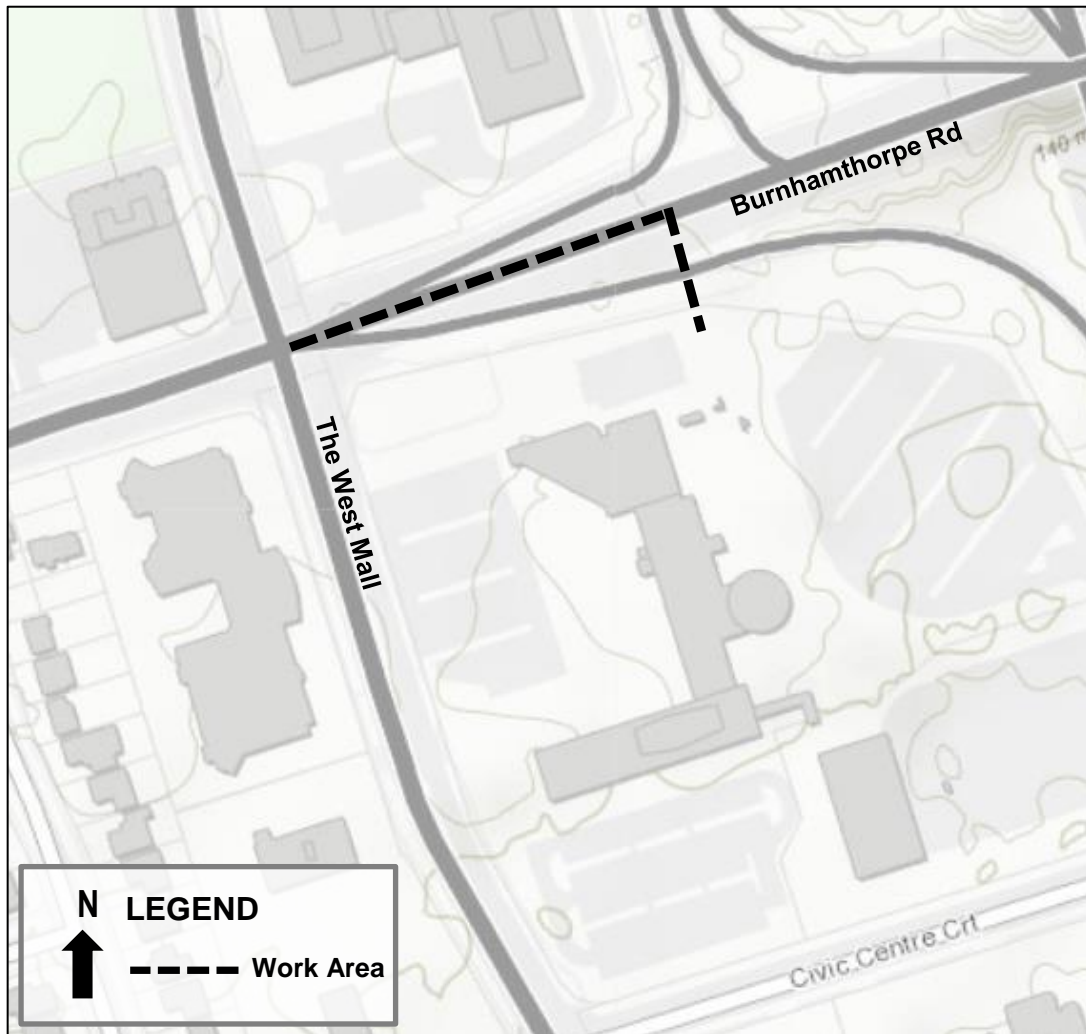 Burnhamthorpe Rd
The West Mall
N LEGEND
Work Area
Civic Centre Crt